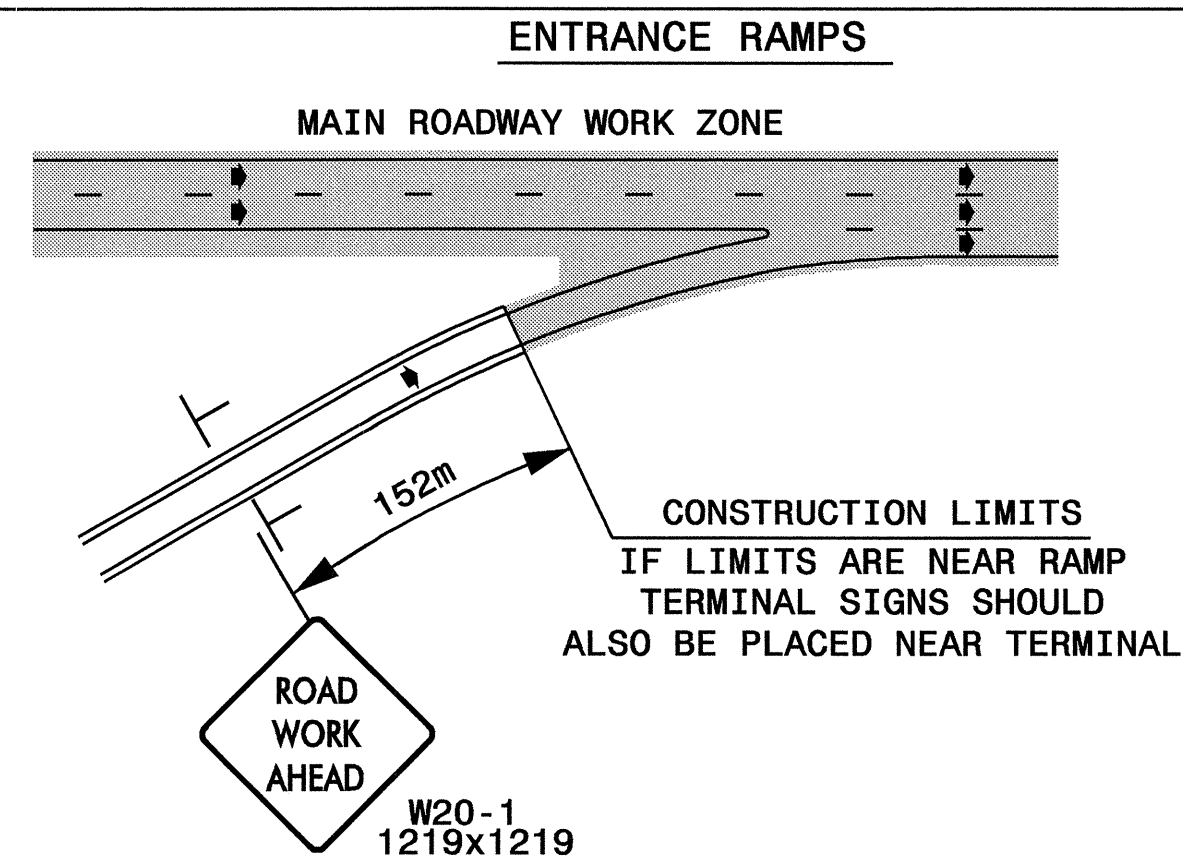 ENTRANCE RAMPS
MAIN ROADWAY WORK ZONE
152m
CONSTRUCTION LIMITS
IF LIMITS ARE NEAR RAMP
TERMINAL SIGNS SHOULD
ALSO BE PLACED NEAR TERMINAL
ROAD
WORK
AHEAD
W20-1
1219x1219